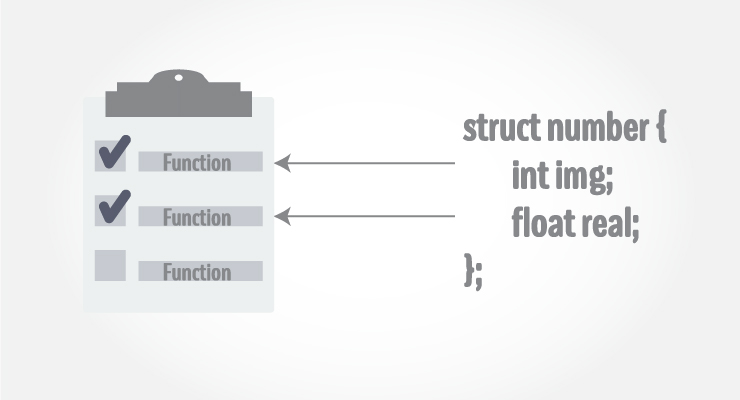 Function
Function
Function
struct number {
int img;
float real;
};